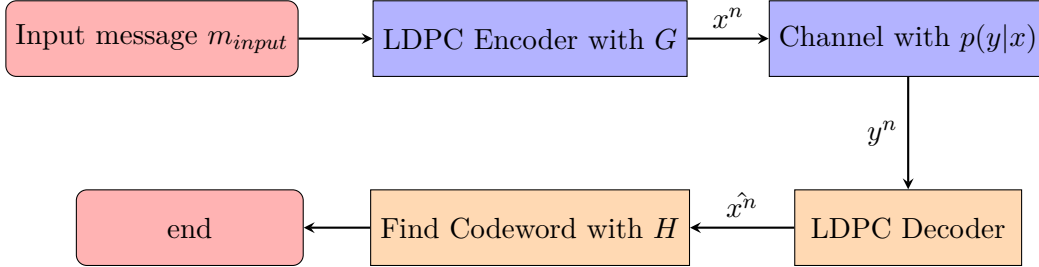 Input message $m_{input}$
LDPC Encoder with $G$
$x^n$
Channel with $p(y|x)$
$y^n$
LDPC Decoder
$\hat{x^n}$
Find Codeword with $H$
end